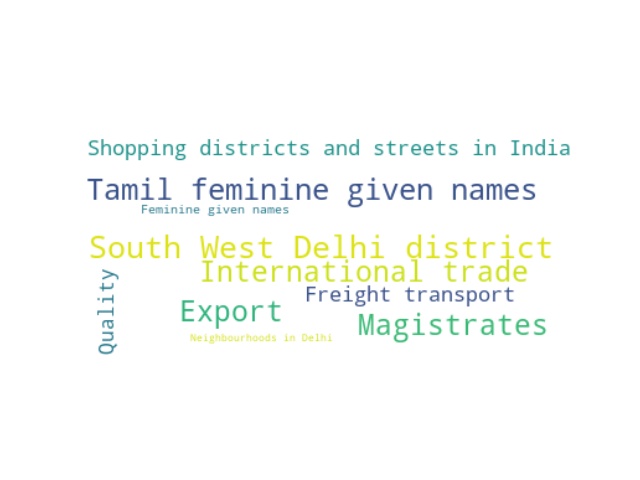 Shopping districts and streets in India
Tamil feminine given names
Feminine given names
South West Delhi district
International trade
Freight transport
Quality
Export
Magistrates
Neighbourhoods in Delhi